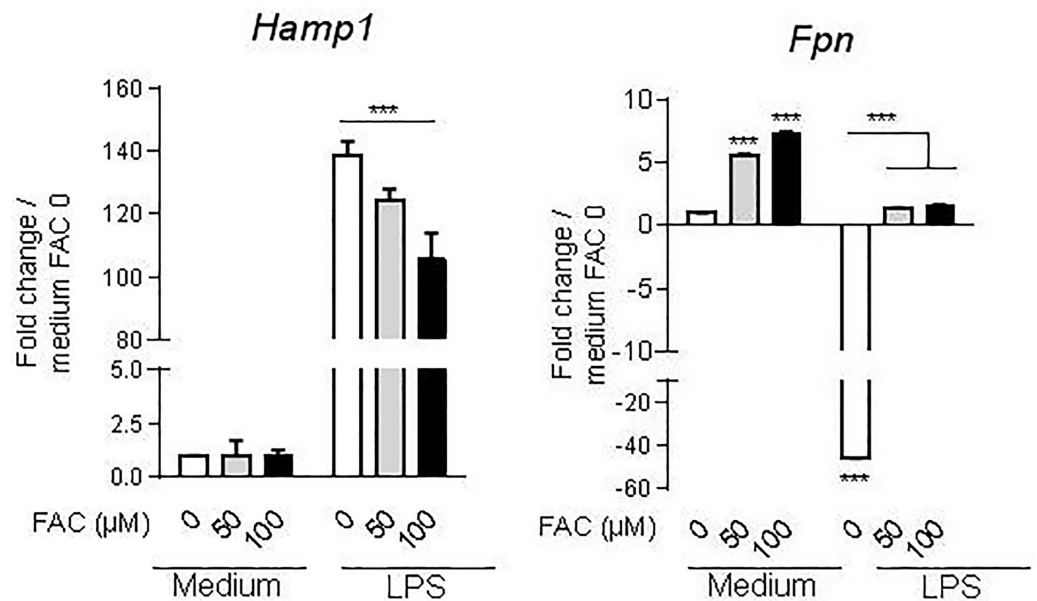 Hamp1
Fold change /
medium FAC 0
160
140
120
100
80
5.0
2.5
0.0
***
FAC (µM) 0 50 100 0 50 100
Medium LPS
Fpn
Fold change /
medium FAC 0
10
5
0
-5
-10
-20
-40
-60
*** *** ***
***
FAC (µM) 0 50 100 0 50 100
Medium LPS